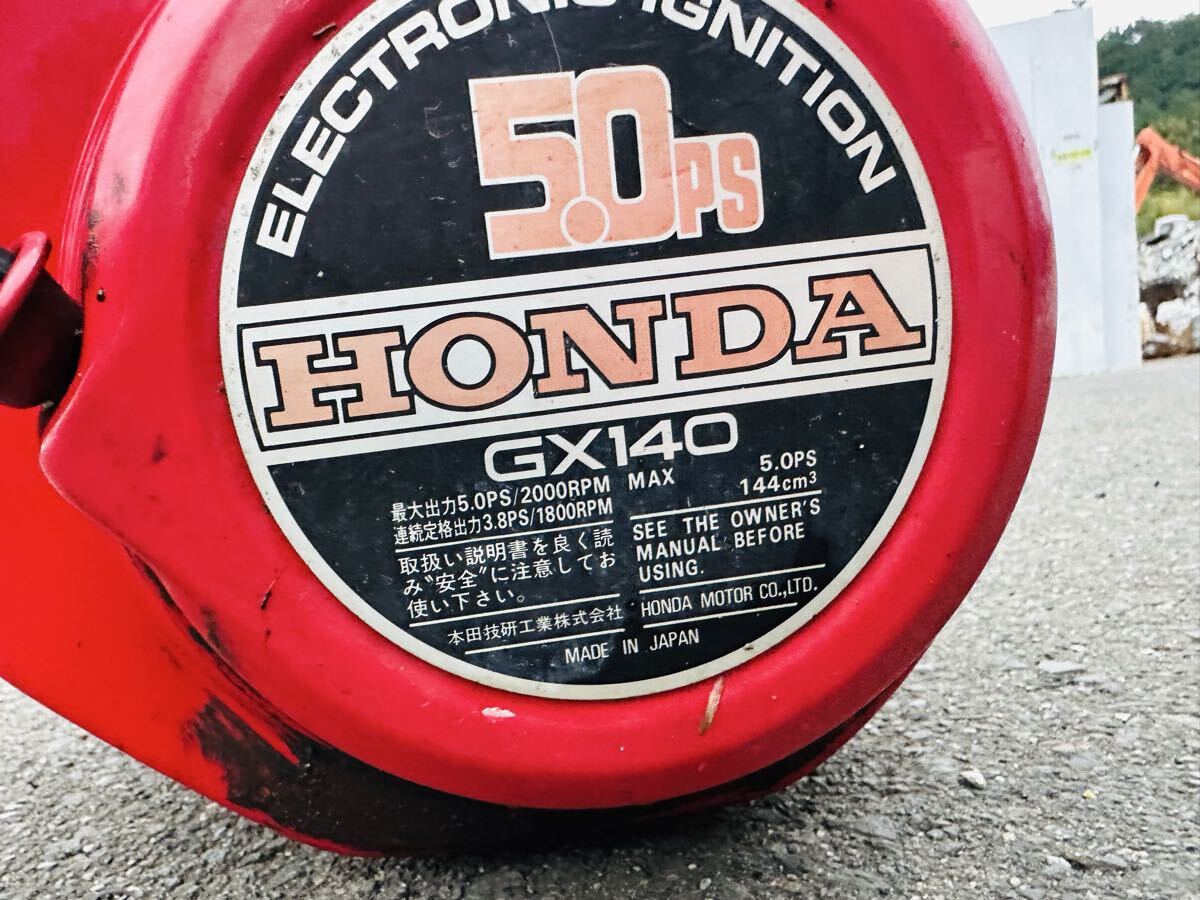 ELECTRONIC IGNITION
5.0PS
HONDA
GX140
最大出力5.0PS/2000RPM
連続定格出力3.8PS/1800RPM
取扱い説明書を良く読
み"安全"に注意してお
使い下さい。
本田技研工業株式会社
MAX 5.0PS
144cm³
SEE THE OWNER'S
MANUAL BEFORE
USING.
HONDA MOTOR CO.,LTD.
MADE IN JAPAN